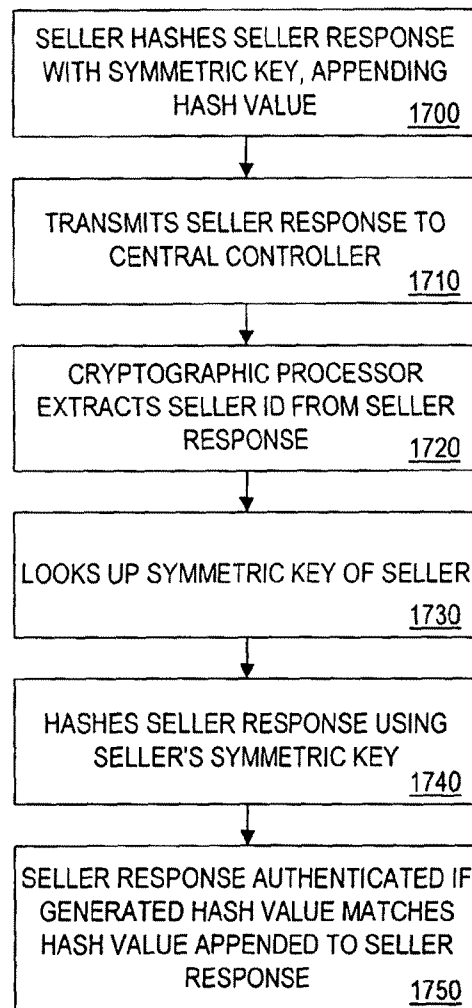 SELLER HASHES SELLER RESPONSE
WITH SYMMETRIC KEY, APPENDING
HASH VALUE
1700
TRANSMITS SELLER RESPONSE TO
CENTRAL CONTROLLER
1710
CRYPTOGRAPHIC PROCESSOR
EXTRACTS SELLER ID FROM SELLER
RESPONSE
1720
LOOKS UP SYMMETRIC KEY OF SELLER
1730
HASHES SELLER RESPONSE USING
SELLER'S SYMMETRIC KEY
1740
SELLER RESPONSE AUTHENTICATED IF
GENERATED HASH VALUE MATCHES
HASH VALUE APPENDED TO SELLER
RESPONSE
1750